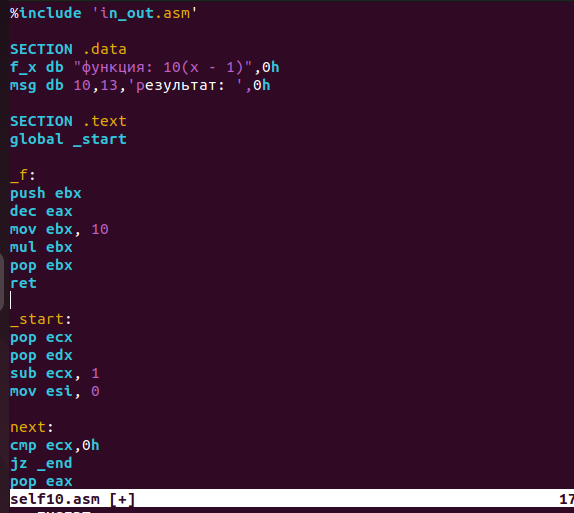 %include 'in_out.asm'
SECTION .data
f_x db "функция: 10(x - 1)",0h
msg db 10,13,'результат: ',0h
SECTION .text
global _start
_f:
push ebx
dec eax
mov ebx, 10
mul ebx
pop ebx
ret
_start:
pop ecx
pop edx
sub ecx, 1
mov esi, 0
next:
cmp ecx,0h
jz _end
pop eax
self10.asm [+] 17